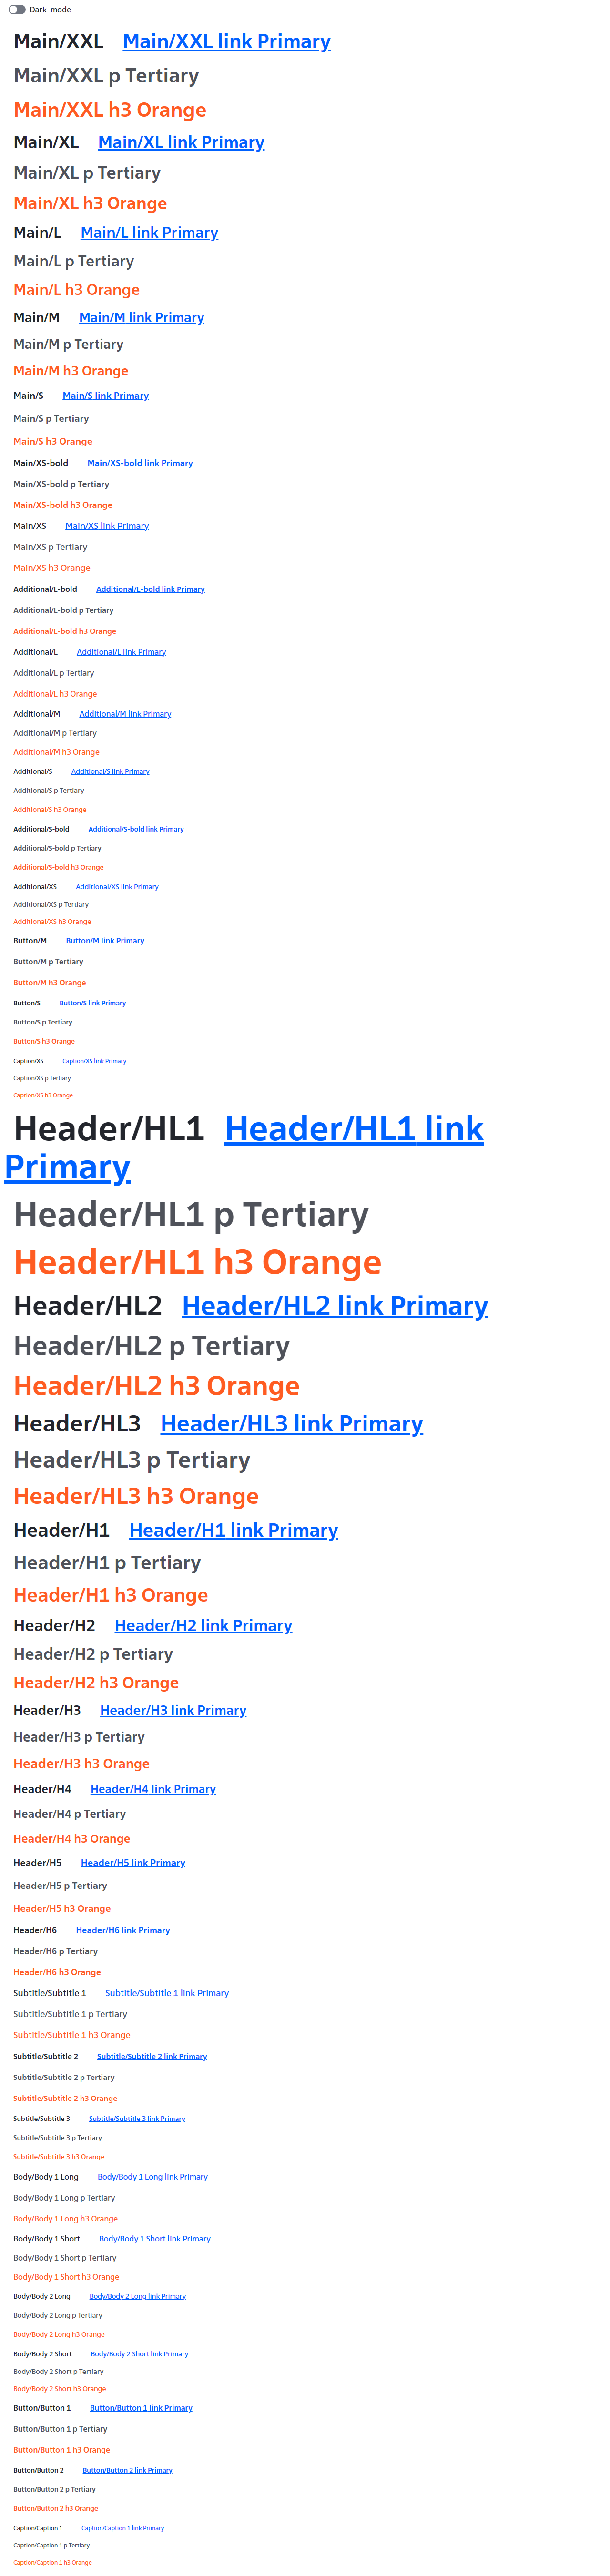 Dark_mode
Main/XXL Main/XXL link Primary
Main/XXL p Tertiary
Main/XXL h3 Orange
Main/XL Main/XL link Primary
Main/XL p Tertiary
Main/XL h3 Orange
Main/L Main/L link Primary
Main/L p Tertiary
Main/L h3 Orange
Main/M Main/M link Primary
Main/M p Tertiary
Main/M h3 Orange
Main/S Main/S link Primary
Main/S p Tertiary
Main/S h3 Orange
Main/XS-bold Main/XS-bold link Primary
Main/XS-bold p Tertiary
Main/XS-bold h3 Orange
Main/XS Main/XS link Primary
Main/XS p Tertiary
Main/XS h3 Orange
Additional/L-bold Additional/L-bold link Primary
Additional/L-bold p Tertiary
Additional/L-bold h3 Orange
Additional/L Additional/L link Primary
Additional/L p Tertiary
Additional/L h3 Orange
Additional/M Additional/M link Primary
Additional/M p Tertiary
Additional/M h3 Orange
Additional/S Additional/S link Primary
Additional/S p Tertiary
Additional/S h3 Orange
Additional/S-bold Additional/S-bold link Primary
Additional/S-bold p Tertiary
Additional/S-bold h3 Orange
Additional/XS Additional/XS link Primary
Additional/XS p Tertiary
Additional/XS h3 Orange
Button/M Button/M link Primary
Button/M p Tertiary
Button/M h3 Orange
Button/S Button/S link Primary
Button/S p Tertiary
Button/S h3 Orange
Caption/XS Caption/XS link Primary
Caption/XS p Tertiary
Caption/XS h3 Orange
Header/HL1 Header/HL1 link
Primary
Header/HL1 p Tertiary
Header/HL1 h3 Orange
Header/HL2 Header/HL2 link Primary
Header/HL2 p Tertiary
Header/HL2 h3 Orange
Header/HL3 Header/HL3 link Primary
Header/HL3 p Tertiary
Header/HL3 h3 Orange
Header/H1 Header/H1 link Primary
Header/H1 p Tertiary
Header/H1 h3 Orange
Header/H2 Header/H2 link Primary
Header/H2 p Tertiary
Header/H2 h3 Orange
Header/H3 Header/H3 link Primary
Header/H3 p Tertiary
Header/H3 h3 Orange
Header/H4 Header/H4 link Primary
Header/H4 p Tertiary
Header/H4 h3 Orange
Header/H5 Header/H5 link Primary
Header/H5 p Tertiary
Header/H5 h3 Orange
Header/H6 Header/H6 link Primary
Header/H6 p Tertiary
Header/H6 h3 Orange
Subtitle/Subtitle 1 Subtitle/Subtitle 1 link Primary
Subtitle/Subtitle 1 p Tertiary
Subtitle/Subtitle 1 h3 Orange
Subtitle/Subtitle 2 Subtitle/Subtitle 2 link Primary
Subtitle/Subtitle 2 p Tertiary
Subtitle/Subtitle 2 h3 Orange
Subtitle/Subtitle 3 Subtitle/Subtitle 3 link Primary
Subtitle/Subtitle 3 p Tertiary
Subtitle/Subtitle 3 h3 Orange
Body/Body 1 Long Body/Body 1 Long link Primary
Body/Body 1 Long p Tertiary
Body/Body 1 Long h3 Orange
Body/Body 1 Short Body/Body 1 Short link Primary
Body/Body 1 Short p Tertiary
Body/Body 1 Short h3 Orange
Body/Body 2 Long Body/Body 2 Long link Primary
Body/Body 2 Long p Tertiary
Body/Body 2 Long h3 Orange
Body/Body 2 Short Body/Body 2 Short link Primary
Body/Body 2 Short p Tertiary
Body/Body 2 Short h3 Orange
Button/Button 1 Button/Button 1 link Primary
Button/Button 1 p Tertiary
Button/Button 1 h3 Orange
Button/Button 2 Button/Button 2 link Primary
Button/Button 2 p Tertiary
Button/Button 2 h3 Orange
Caption/Caption 1 Caption/Caption 1 link Primary
Caption/Caption 1 p Tertiary
Caption/Caption 1 h3 Orange